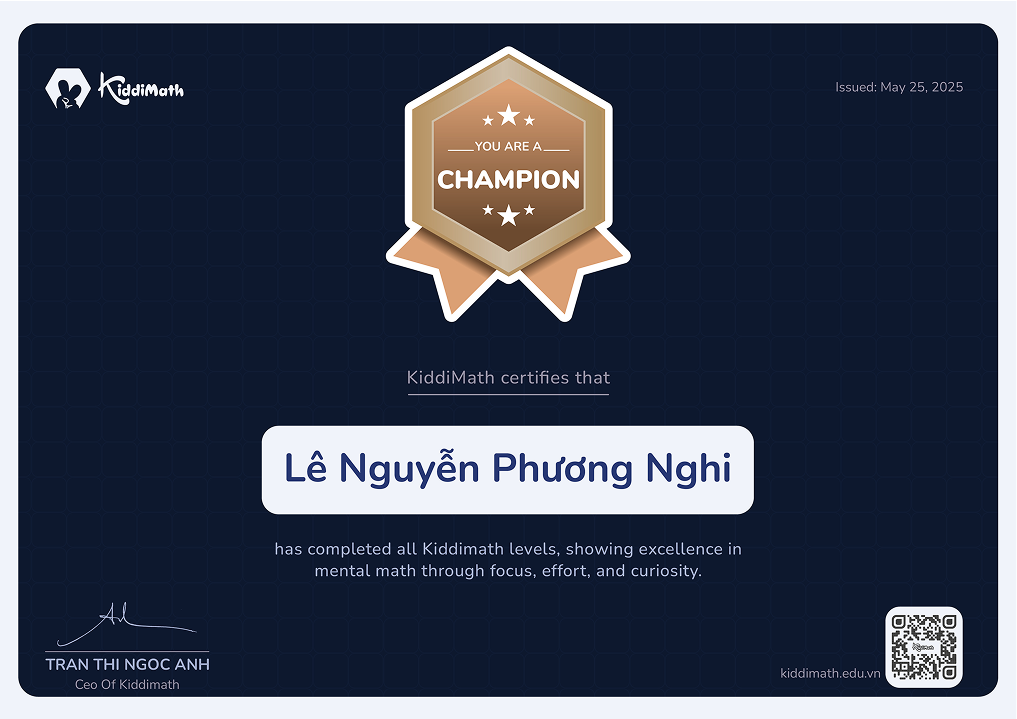 KiddiMath
Issued: May 25, 2025
YOU ARE A
CHAMPION
KiddiMath certifies that
Lê Nguyễn Phương Nghi
has completed all Kiddimath levels, showing excellence in
mental math through focus, effort, and curiosity.
TRAN THI NGOC ANH
Ceo Of Kiddimath
kiddimath.edu.vn
KiddiMath